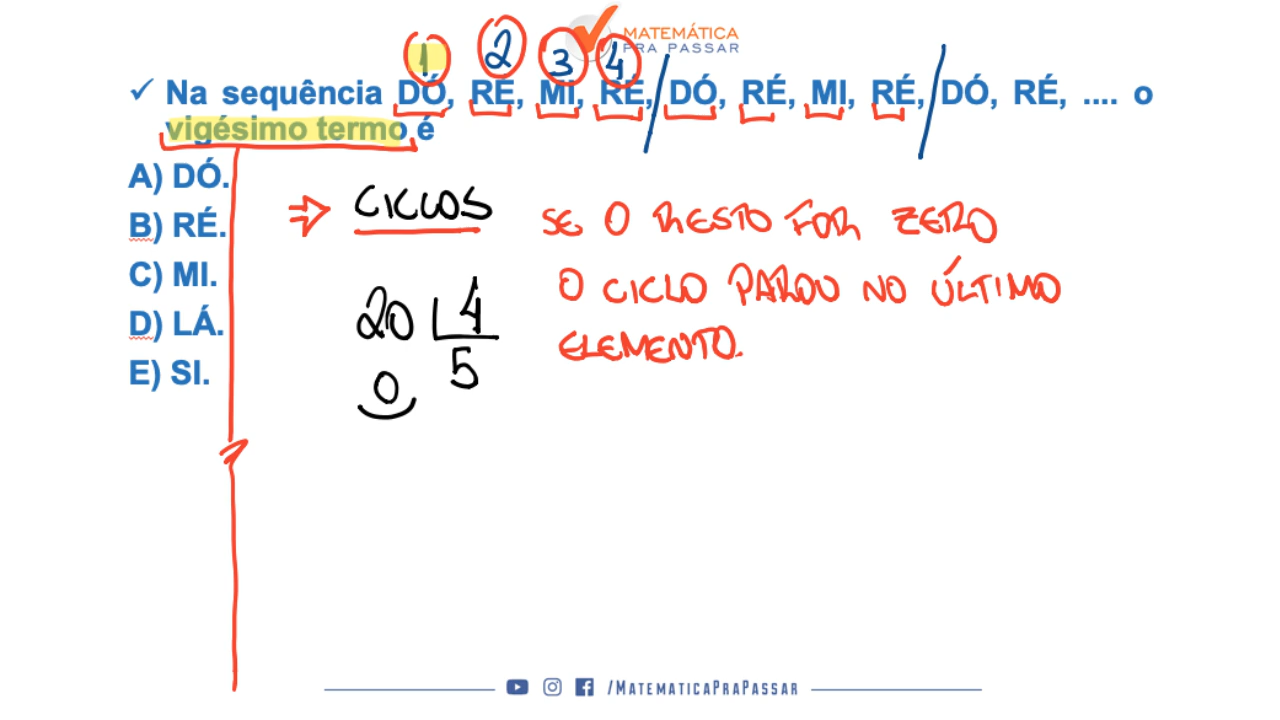 MATEMÁTICA
PRA PASSAR
1 2 3 4
✓ Na sequência DÓ, RÉ, MI, RÉ, DÓ, RÉ, MI, RÉ, DÓ, RÉ, .... o
vigésimo termo é
A) DÓ.
B) RÉ.
C) MI.
D) LÁ.
E) SI.
⇒ CICLOS
20 4
0 5
SE O RESTO FOR ZERO
O CICLO PAROU NO ÚLTIMO
ELEMENTO.
/MATEMATICAPRAPASSAR